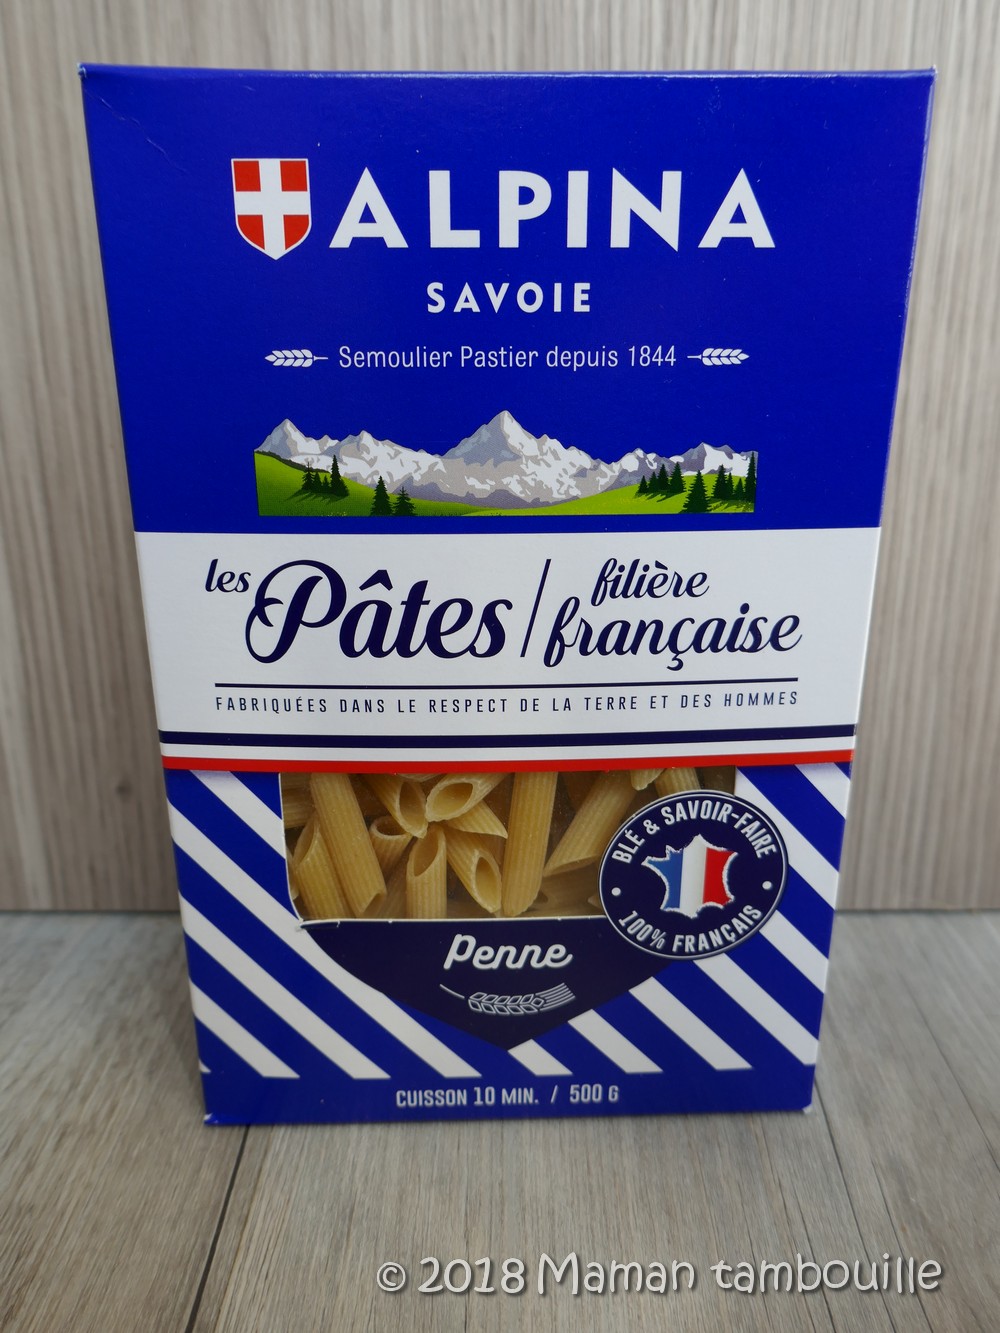 ALPINA
SAVOIE
Semoulier Pastier depuis 1844
les Pâtes / filière française
FABRIQUÉES DANS LE RESPECT DE LA TERRE ET DES HOMMES
BLÉ & SAVOIR-FAIRE
100% FRANÇAIS
Penne
CUISSON 10 MIN. / 500 G
© 2018 Maman tambouille